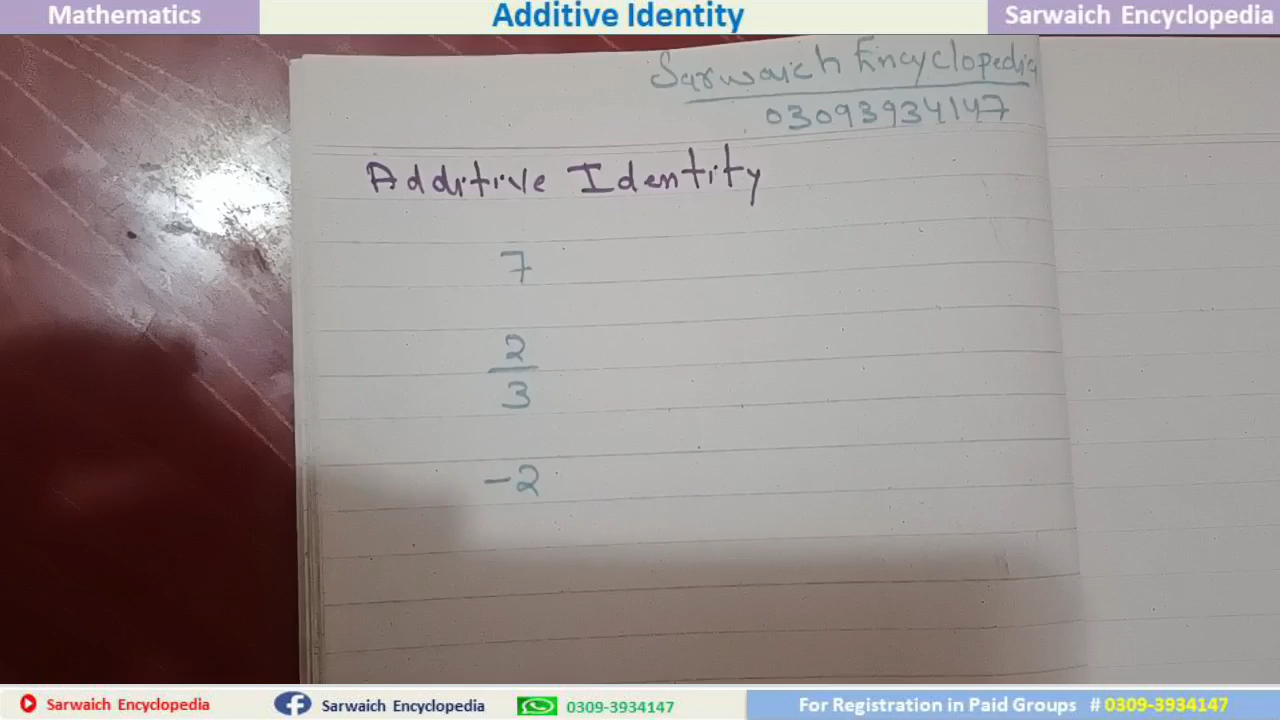 Mathematics
Additive Identity
Sarwaich Encyclopedia
Sarwaich Encyclopedia
03093934147
Additive Identity
7
2
3
-2
Sarwaich Encyclopedia
Sarwaich Encyclopedia
0309-3934147
For Registration in Paid Groups # 0309-3934147